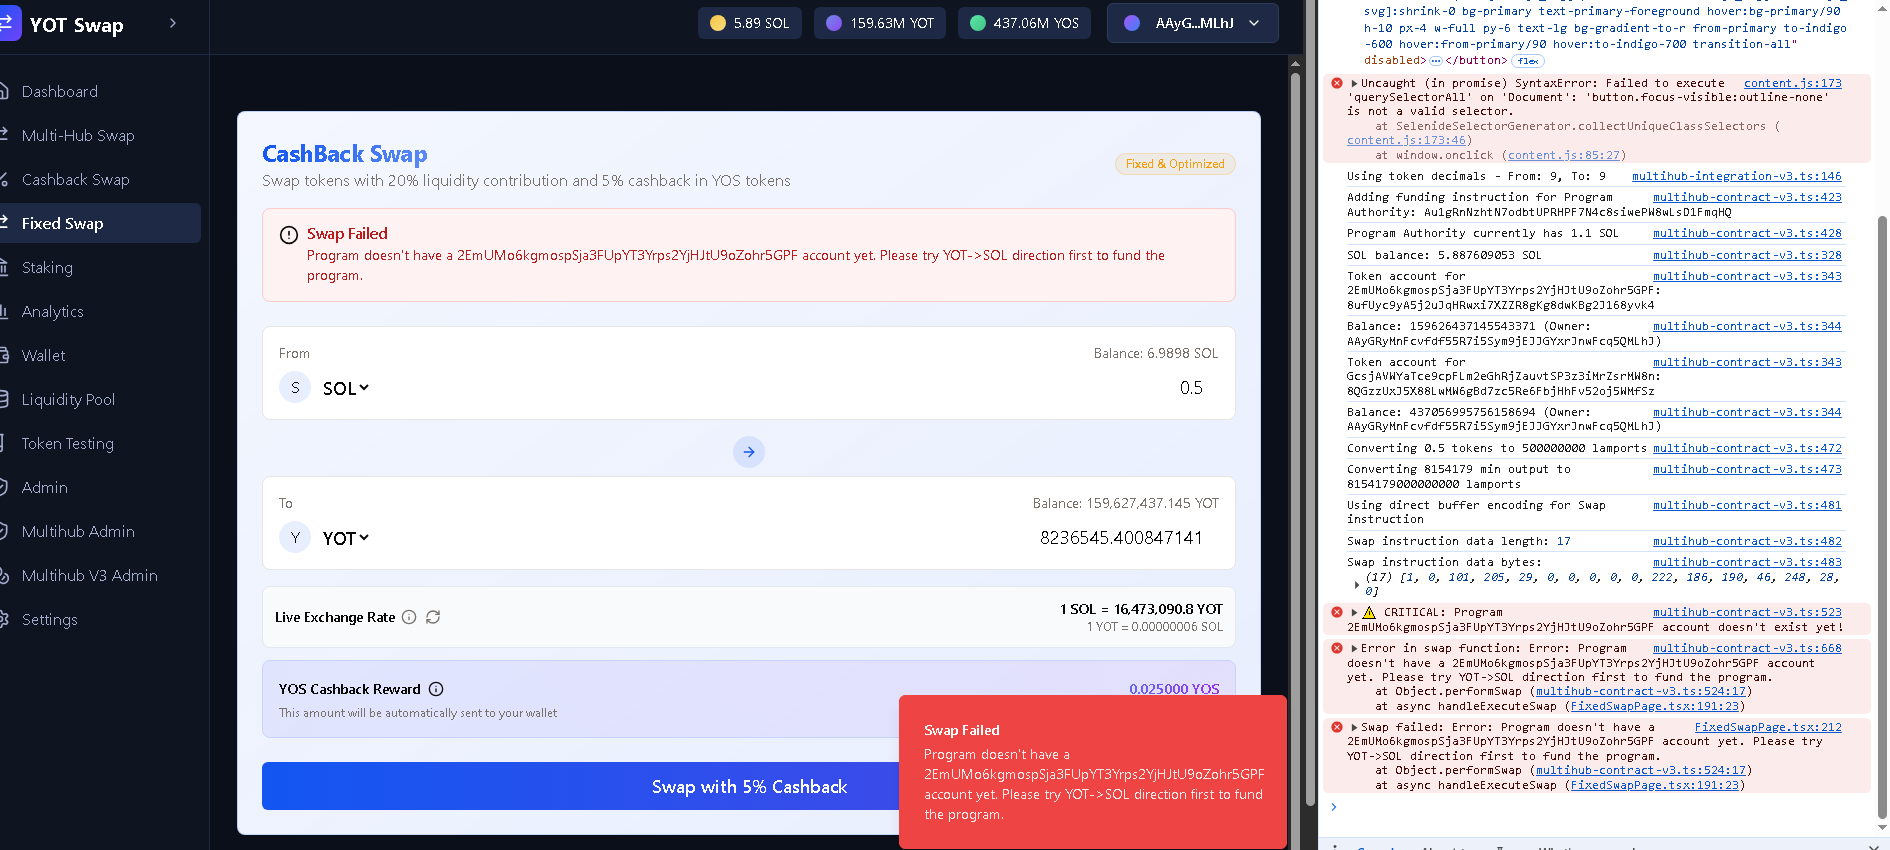 YOT Swap
5.89 SOL
159.63M YOT
437.06M YOS
AAyG...MLhJ
Dashboard
Multi-Hub Swap
Cashback Swap
Fixed Swap
Staking
Analytics
Wallet
Liquidity Pool
Token Testing
Admin
Multihub Admin
Multihub V3 Admin
Settings
CashBack Swap
Fixed & Optimized
Swap tokens with 20% liquidity contribution and 5% cashback in YOS tokens
Swap Failed
Program doesn't have a 2EmUMo6kgmospSja3FUpYT3Yrps2YjHJtU9oZohr5GPF account yet. Please try YOT->SOL direction first to fund the
program.
From
Balance: 6.9898 SOL
S
SOL
0.5
To
Balance: 159,627,437.145 YOT
Y
YOT
8236545.400847141
Live Exchange Rate
1 SOL = 16,473,090.8 YOT
1 YOT = 0.00000006 SOL
YOS Cashback Reward
0.025000 YOS
This amount will be automatically sent to your wallet
Swap with 5% Cashback
Swap Failed
Program doesn't have a
2EmUMo6kgmospSja3FUpYT3Yrps2YjHJtU9oZohr5GPF
account yet. Please try YOT->SOL direction first to fund
the program.
svg]:shrink-0 bg-primary text-primary-foreground hover:bg-primary/90
h-10 px-4 w-full py-6 text-lg bg-gradient-to-r from-primary to-indigo
-600 hover:from-primary/90 hover:to-indigo-700 transition-all"
disabled>⋯</button> flex
Uncaught (in promise) SyntaxError: Failed to execute content.js:173
'querySelectorAll' on 'Document': 'button.focus-visible:outline-none'
is not a valid selector.
at SelenideSelectorGenerator.collectUniqueClassSelectors (
content.js:173:46)
at window.onclick (content.js:85:27)
Using token decimals - From: 9, To: 9 multihub-integration-v3.ts:146
Adding funding instruction for Program multihub-contract-v3.ts:423
Authority: Au1gRnNzhtN7odbtUPRHPF7N4c8siwePW8wLsD1FmqHQ
Program Authority currently has 1.1 SOL multihub-contract-v3.ts:428
SOL balance: 5.887609053 SOL multihub-contract-v3.ts:328
Token account for multihub-contract-v3.ts:343
2EmUMo6kgmospSja3FUpYT3Yrps2YjHJtU9oZohr5GPF:
8ufUyc9yA5j2uJqHRwxi7XZZR8gKg8dwKBg2J168yvk4
Balance: 159626437145543371 (Owner: multihub-contract-v3.ts:344
AAyGRyMnFcvfdf55R7i5Sym9jEJJGYxrJnwFcq5QMLhJ)
Token account for multihub-contract-v3.ts:343
GcsjAVWYaTce9cpFLm2eGhRjZauvtSP3z3iMrZsrMW8n:
8QGzzUxJ5X88LwMW6gBd7zc5Re6FbjHhFv52oj5WMfSz
Balance: 437056995756158694 (Owner: multihub-contract-v3.ts:344
AAyGRyMnFcvfdf55R7i5Sym9jEJJGYxrJnwFcq5QMLhJ)
Converting 0.5 tokens to 500000000 lamports multihub-contract-v3.ts:472
Converting 8154179 min output to multihub-contract-v3.ts:473
8154179000000000 lamports
Using direct buffer encoding for Swap multihub-contract-v3.ts:481
instruction
Swap instruction data length: 17 multihub-contract-v3.ts:482
Swap instruction data bytes: multihub-contract-v3.ts:483
(17) [1, 0, 101, 205, 29, 0, 0, 0, 0, 0, 222, 186, 190, 46, 248, 28,
0]
CRITICAL: Program multihub-contract-v3.ts:523
2EmUMo6kgmospSja3FUpYT3Yrps2YjHJtU9oZohr5GPF account doesn't exist yet!
Error in swap function: Error: Program multihub-contract-v3.ts:668
doesn't have a 2EmUMo6kgmospSja3FUpYT3Yrps2YjHJtU9oZohr5GPF account
yet. Please try YOT->SOL direction first to fund the program.
at Object.performSwap (multihub-contract-v3.ts:524:17)
at async handleExecuteSwap (FixedSwapPage.tsx:191:23)
Swap failed: Error: Program doesn't have a FixedSwapPage.tsx:212
2EmUMo6kgmospSja3FUpYT3Yrps2YjHJtU9oZohr5GPF account yet. Please try
YOT->SOL direction first to fund the program.
at Object.performSwap (multihub-contract-v3.ts:524:17)
at async handleExecuteSwap (FixedSwapPage.tsx:191:23)